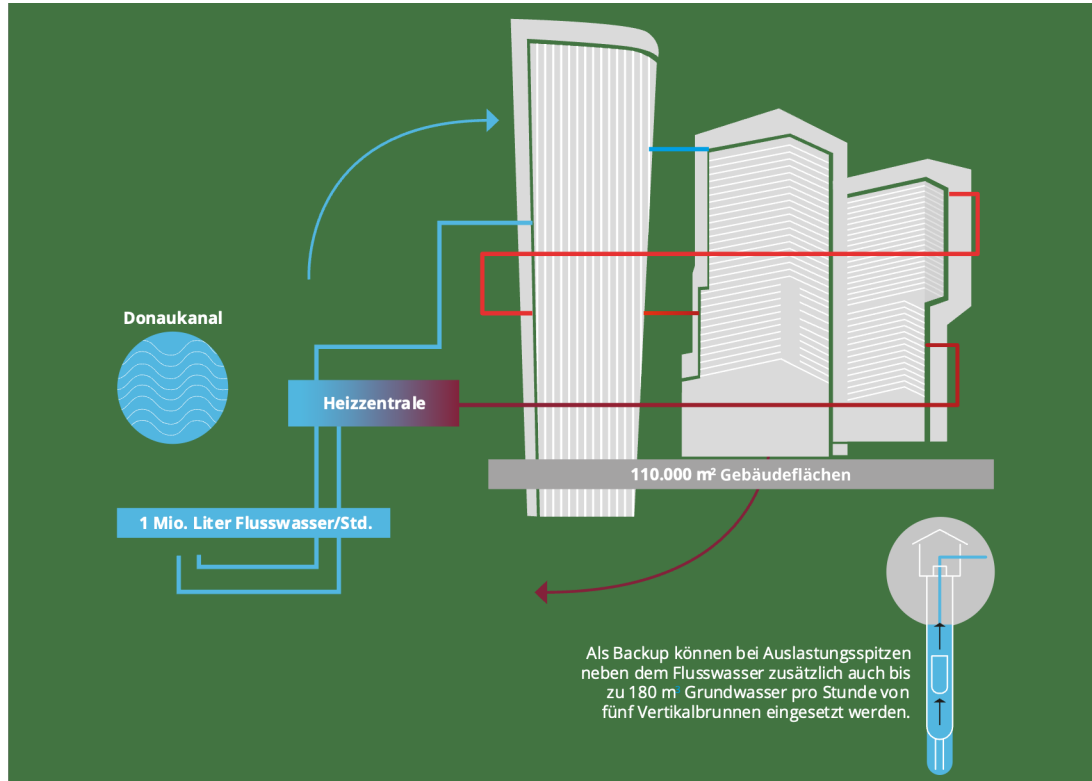 Donaukanal
Heizzentrale
110.000 m² Gebäudeflächen
1 Mio. Liter Flusswasser/Std.
Als Backup können bei Auslastungsspitzen
neben dem Flusswasser zusätzlich auch bis
zu 180 m³ Grundwasser pro Stunde von
fünf Vertikalbrunnen eingesetzt werden.